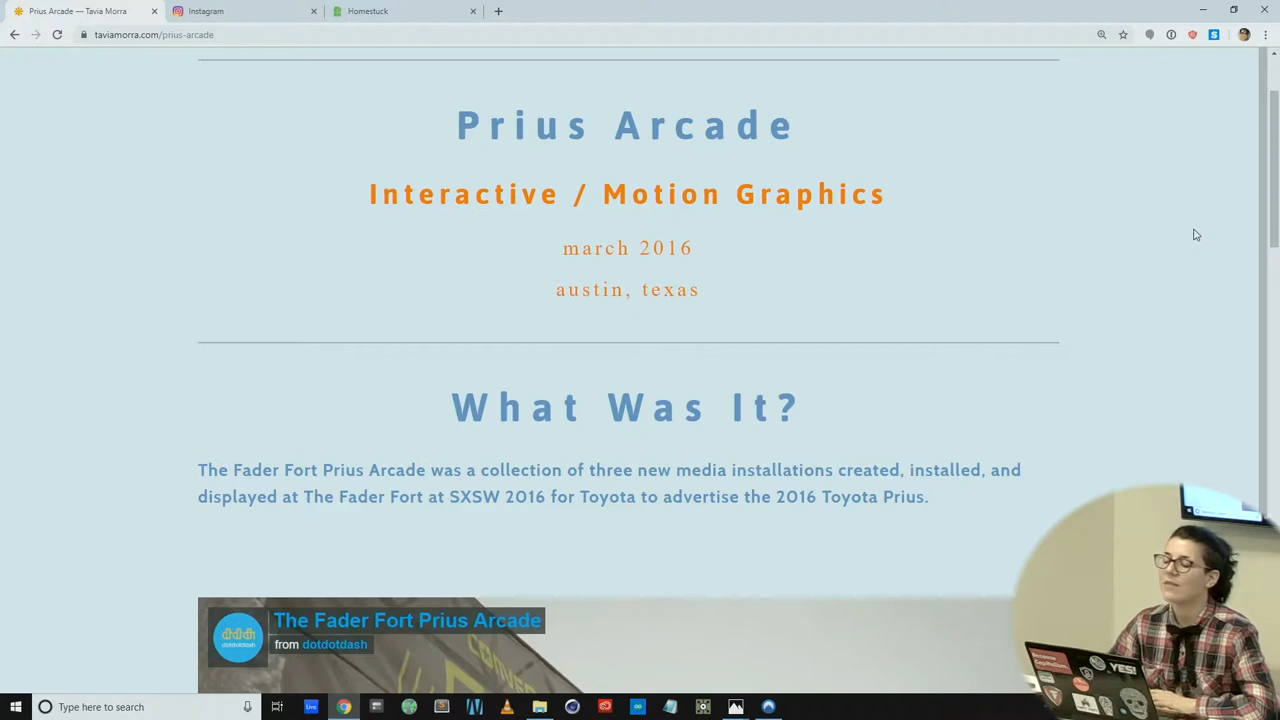 Prius Arcade — Tavia Morra
Instagram
Homestuck
taviamorra.com/prius-arcade
Prius Arcade
Interactive / Motion Graphics
march 2016
austin, texas
What Was It?
The Fader Fort Prius Arcade was a collection of three new media installations created, installed, and
displayed at The Fader Fort at SXSW 2016 for Toyota to advertise the 2016 Toyota Prius.
The Fader Fort Prius Arcade
from dotdotdash
YES!
Type here to search
Live